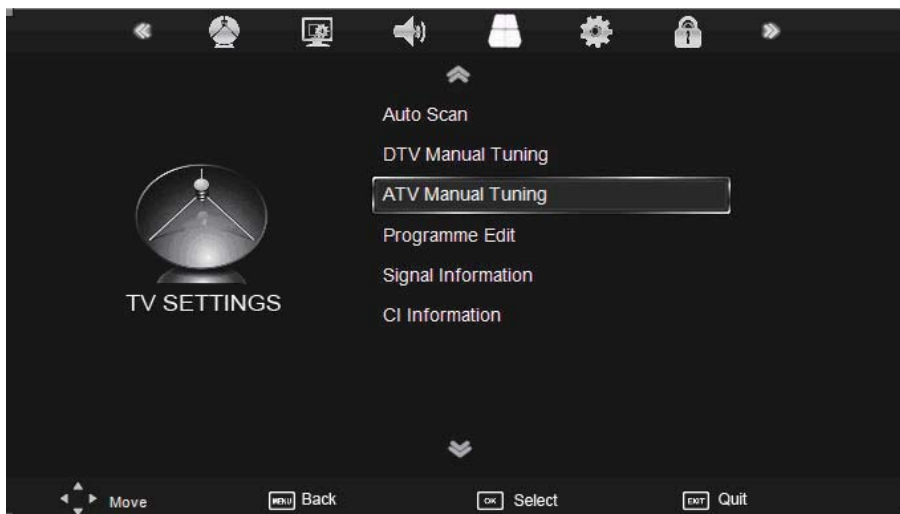 Auto Scan
DTV Manual Tuning
ATV Manual Tuning
Programme Edit
Signal Information
CI Information
TV SETTINGS
Move MENU Back OK Select EXIT Quit